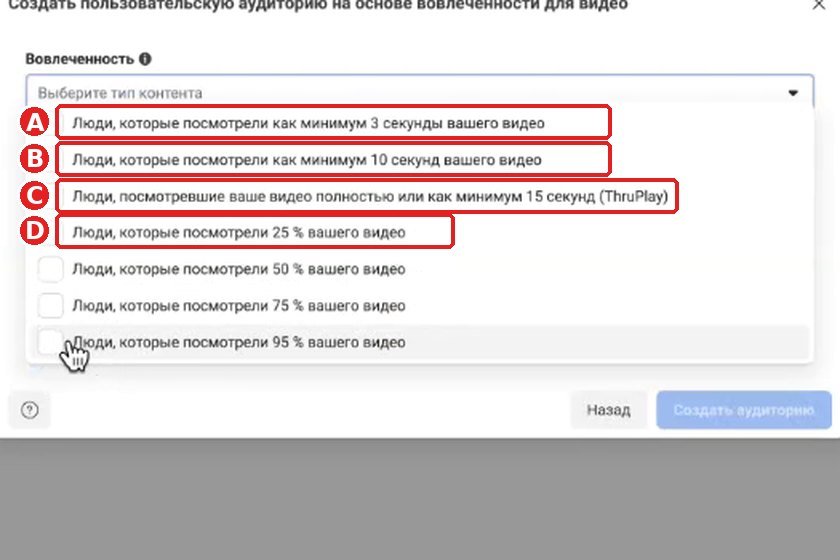 Создать пользовательскую аудиторию на основе вовлеченности для видео
Вовлеченность
Выберите тип контента
A Люди, которые посмотрели как минимум 3 секунды вашего видео
B Люди, которые посмотрели как минимум 10 секунд вашего видео
C Люди, посмотревшие ваше видео полностью или как минимум 15 секунд (ThruPlay)
D Люди, которые посмотрели 25 % вашего видео
Люди, которые посмотрели 50 % вашего видео
Люди, которые посмотрели 75 % вашего видео
Люди, которые посмотрели 95 % вашего видео
Назад
Создать аудиторию